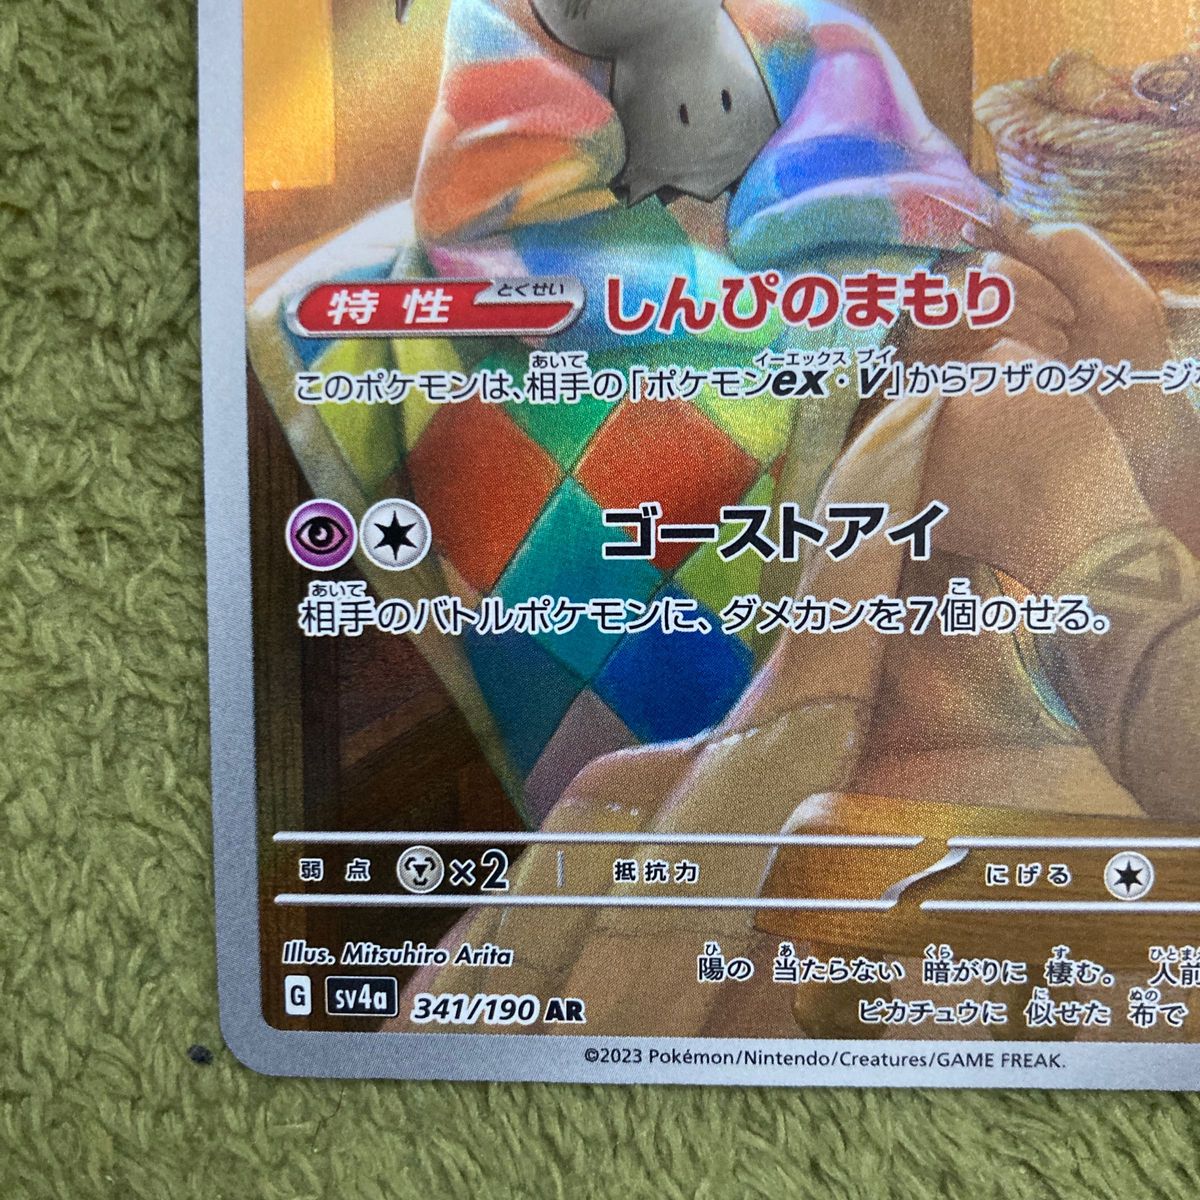 特性 とくせい しんぴのまもり
このポケモンは、相手の「ポケモンex・V」からワザのダメージ
ゴーストアイ
相手のバトルポケモンに、ダメカンを7個のせる。
弱点 ×2 抵抗力 にげる
Illus. Mitsuhiro Arita
陽の 当たらない 暗がりに 棲む。 人前
G sv4a 341/190 AR
ピカチュウに 似せた 布で
©2023 Pokémon/Nintendo/Creatures/GAME FREAK.